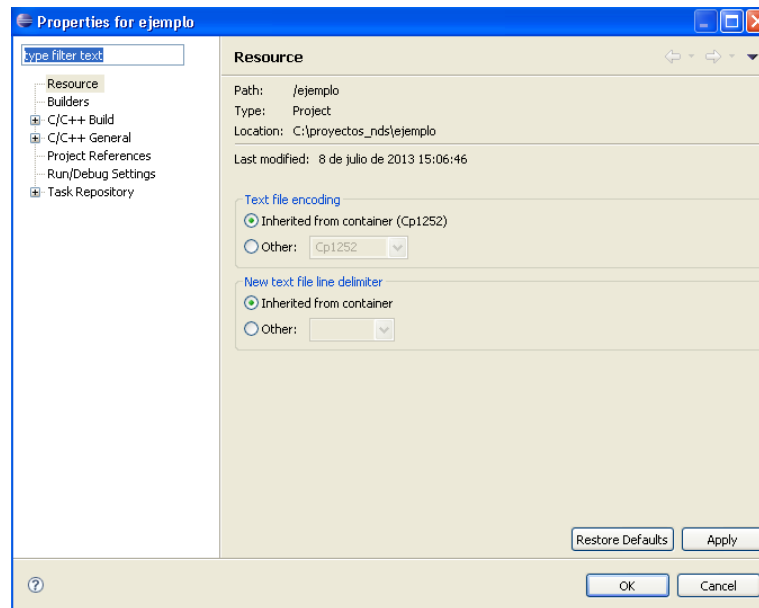 Properties for ejemplo
type filter text
Resource
Builders
C/C++ Build
C/C++ General
Project References
Run/Debug Settings
Task Repository
Resource
Path: /ejemplo
Type: Project
Location: C:\proyectos_nds\ejemplo
Last modified: 8 de julio de 2013 15:06:46
Text file encoding
Inherited from container (Cp1252)
Other: Cp1252
New text file line delimiter
Inherited from container
Other:
Restore Defaults Apply
? OK Cancel